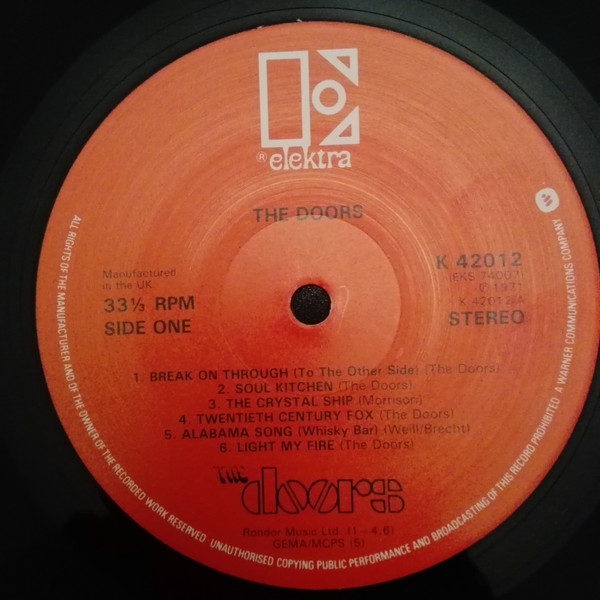 ® elektra
THE DOORS
Manufactured
in the UK.
33⅓ RPM
SIDE ONE
K 42012
(EKS 74007)
Ⓟ 1971
K 42012 A
STEREO
1. BREAK ON THROUGH (To The Other Side) (The Doors)
2. SOUL KITCHEN (The Doors)
3. THE CRYSTAL SHIP (Morrison)
4. TWENTIETH CENTURY FOX (The Doors)
5. ALABAMA SONG (Whisky Bar) (Weill/Brecht)
6. LIGHT MY FIRE (The Doors)
THE
doors
Rondor Music Ltd. (1-4,6)
GEMA/MCPS (5)
ALL RIGHTS OF THE MANUFACTURER AND OF THE OWNER OF THE RECORDED WORK RESERVED UNAUTHORISED COPYING PUBLIC PERFORMANCE AND BROADCASTING OF THIS RECORD PROHIBITED A WARNER COMMUNICATIONS COMPANY